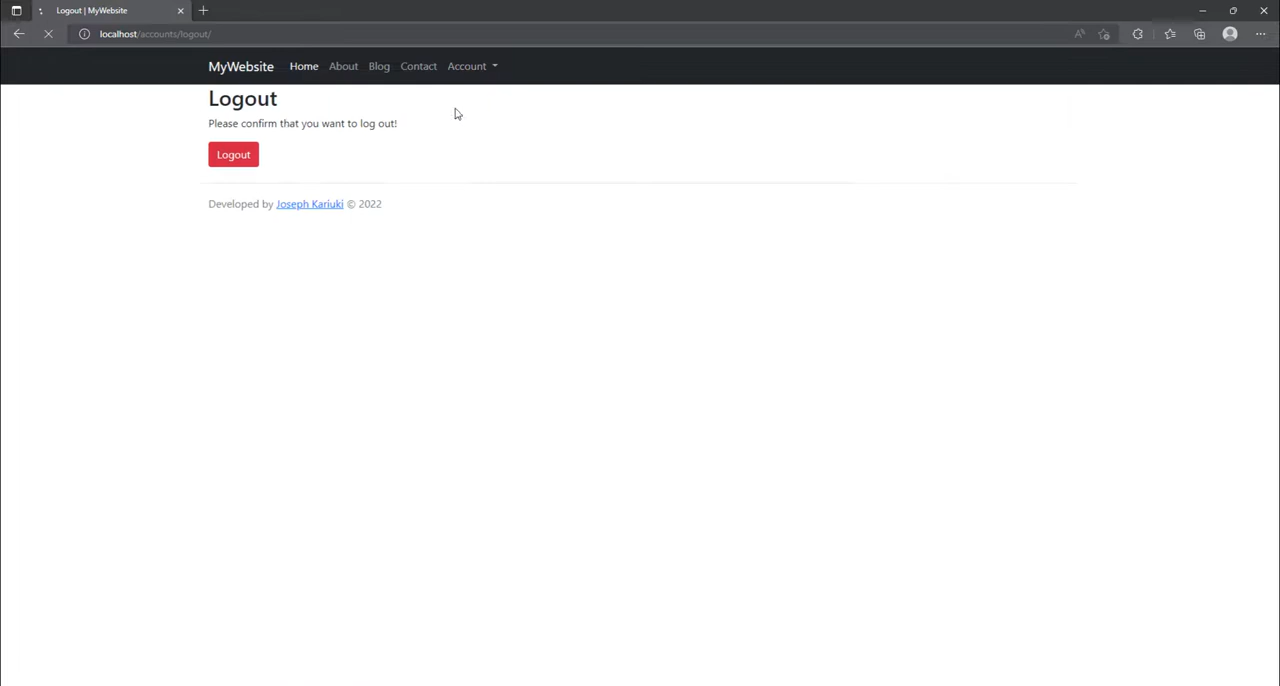 Logout | MyWebsite
localhost/accounts/logout/
MyWebsite Home About Blog Contact Account
Logout
Please confirm that you want to log out!
Logout
Developed by Joseph Kariuki © 2022